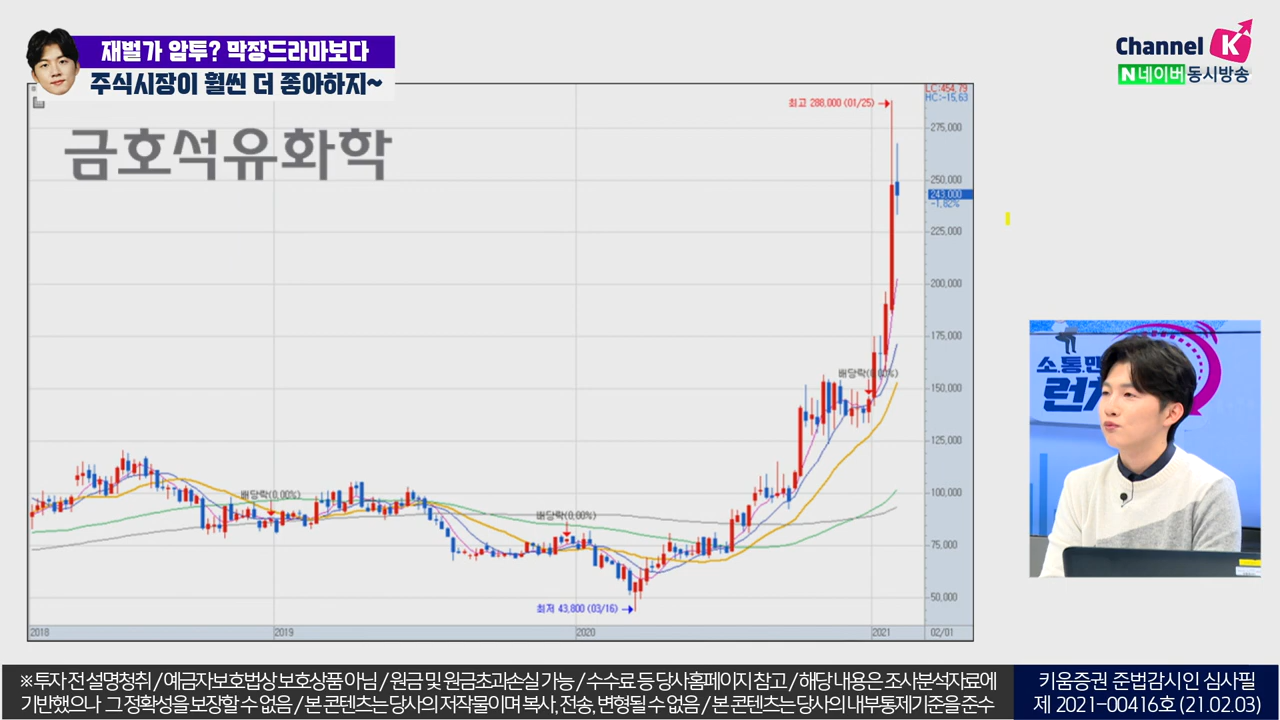 재벌가 암투? 막장드라마보다
주식시장이 훨씬 더 좋아하지~
Channel K
N 네이버 동시방송
금호석유화학
최고 288,000 (01/25)
LC:454.79
HC:-15.63
275,000
250,000
243,000
-1.82%
225,000
200,000
175,000
150,000
125,000
100,000
75,000
50,000
배당락(0.00%)
배당락(0.00%)
배당락(0.00%)
최저 43,800 (03/16)
2018
2019
2020
2021
02/01
소.통.맨
런치
※ 투자 전 설명청취 / 예금자보호법상 보호상품 아님 / 원금 및 원금초과손실 가능 / 수수료 등 당사홈페이지 참고 / 해당 내용은 조사분석자료에
기반했으나 그 정확성을 보장할 수 없음 / 본 콘텐츠는 당사의 저작물이며 복사, 전송, 변형될 수 없음 / 본 콘텐츠는 당사의 내부통제기준을 준수
키움증권 준법감시인 심사필
제 2021-00416호 (21.02.03)